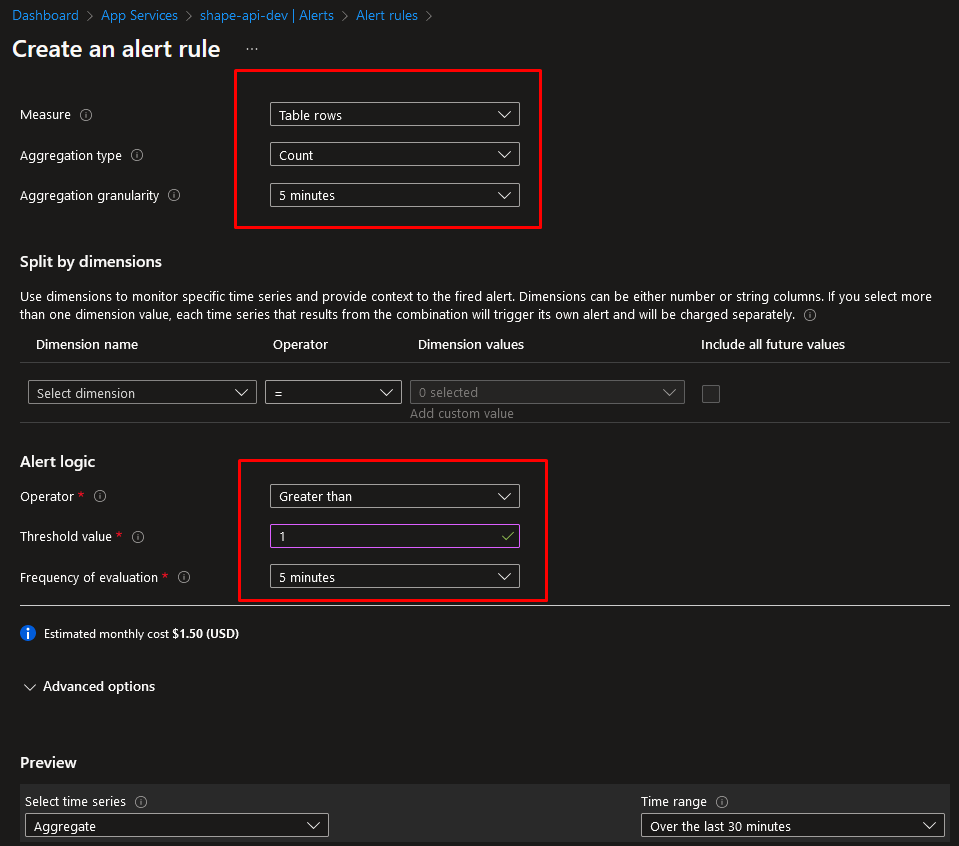 Dashboard > App Services > shape-api-dev | Alerts > Alert rules >
Create an alert rule ...
Measure Table rows
Aggregation type Count
Aggregation granularity 5 minutes
Split by dimensions
Use dimensions to monitor specific time series and provide context to the fired alert. Dimensions can be either number or string columns. If you select more
than one dimension value, each time series that results from the combination will trigger its own alert and will be charged separately.
Dimension name Operator Dimension values Include all future values
Select dimension = 0 selected
Add custom value
Alert logic
Operator * Greater than
Threshold value * 1
Frequency of evaluation * 5 minutes
Estimated monthly cost $1.50 (USD)
Advanced options
Preview
Select time series Time range
Aggregate Over the last 30 minutes